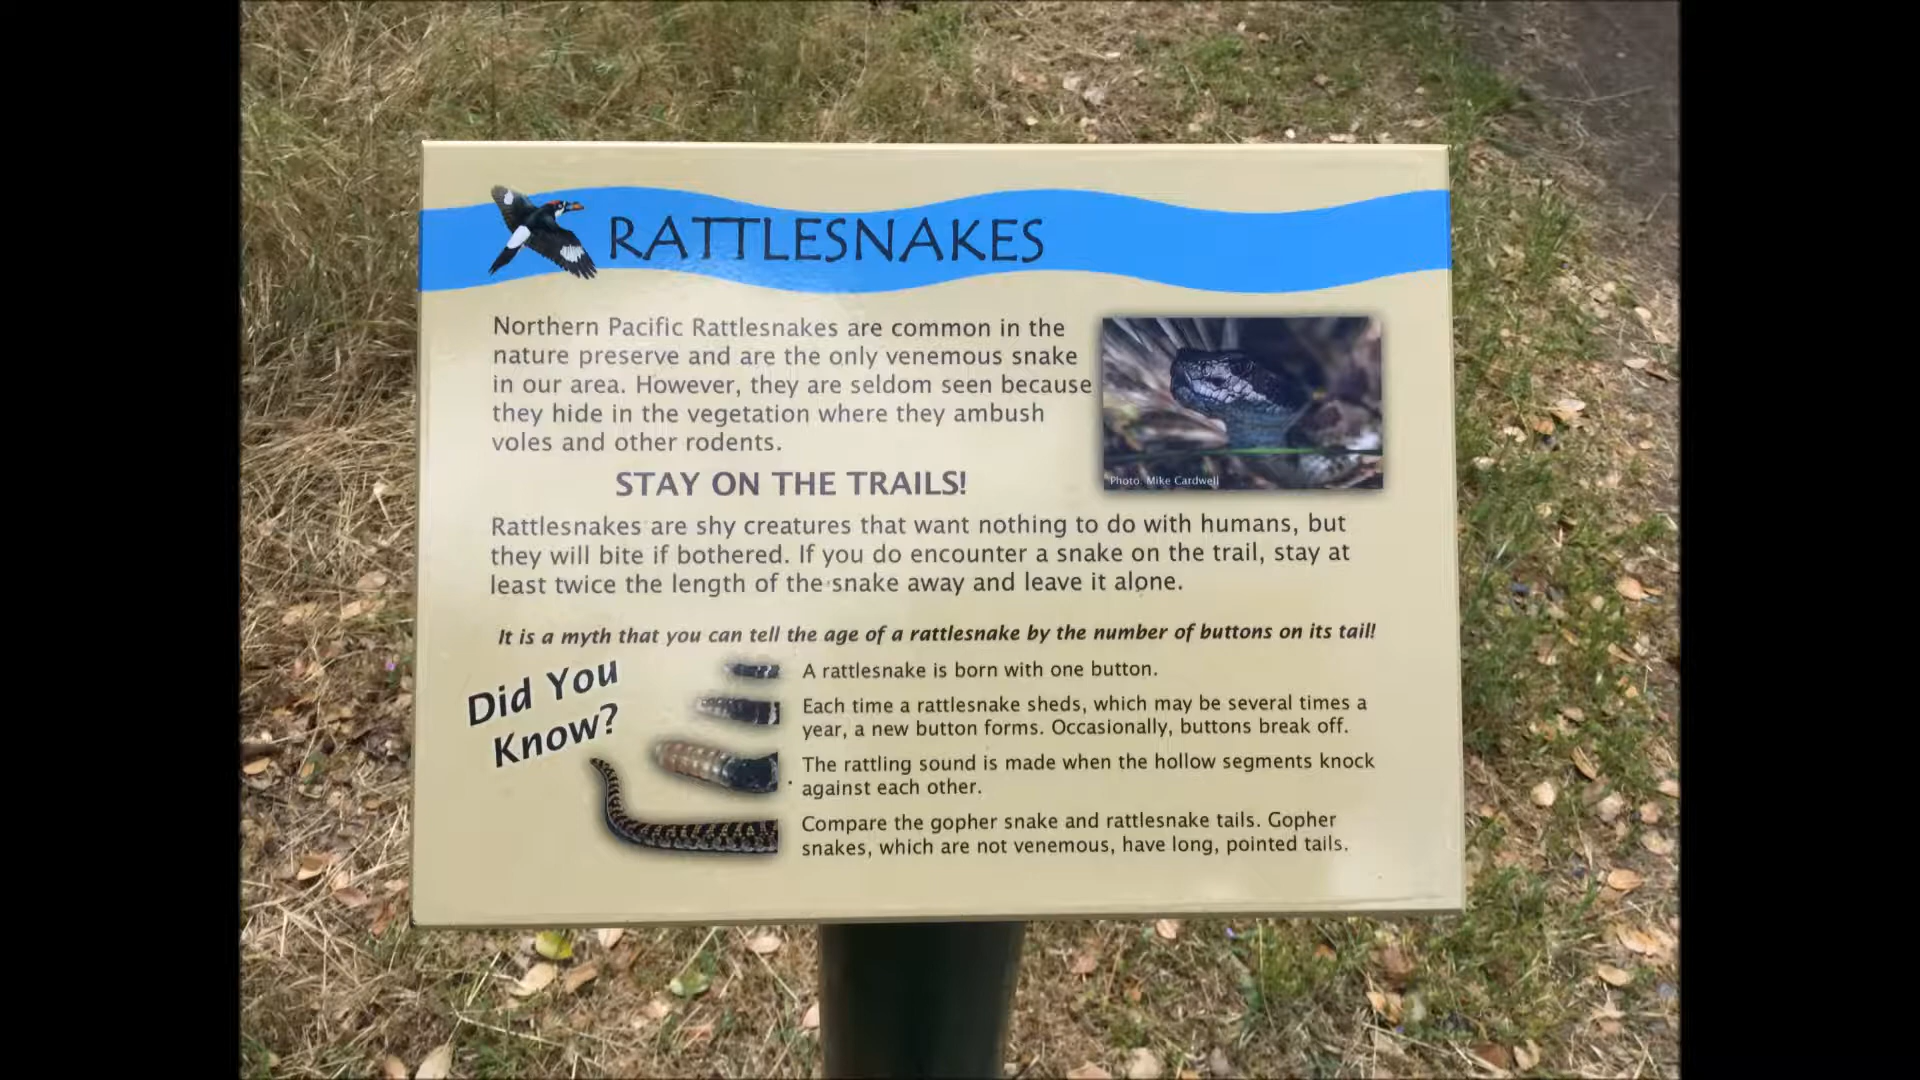 RATTLESNAKES
Northern Pacific Rattlesnakes are common in the
nature preserve and are the only venemous snake
in our area. However, they are seldom seen because
they hide in the vegetation where they ambush
voles and other rodents.
Photo: Mike Cardwell
STAY ON THE TRAILS!
Rattlesnakes are shy creatures that want nothing to do with humans, but
they will bite if bothered. If you do encounter a snake on the trail, stay at
least twice the length of the snake away and leave it alone.
It is a myth that you can tell the age of a rattlesnake by the number of buttons on its tail!
Did You
Know?
A rattlesnake is born with one button.
Each time a rattlesnake sheds, which may be several times a
year, a new button forms. Occasionally, buttons break off.
The rattling sound is made when the hollow segments knock
against each other.
Compare the gopher snake and rattlesnake tails. Gopher
snakes, which are not venemous, have long, pointed tails.